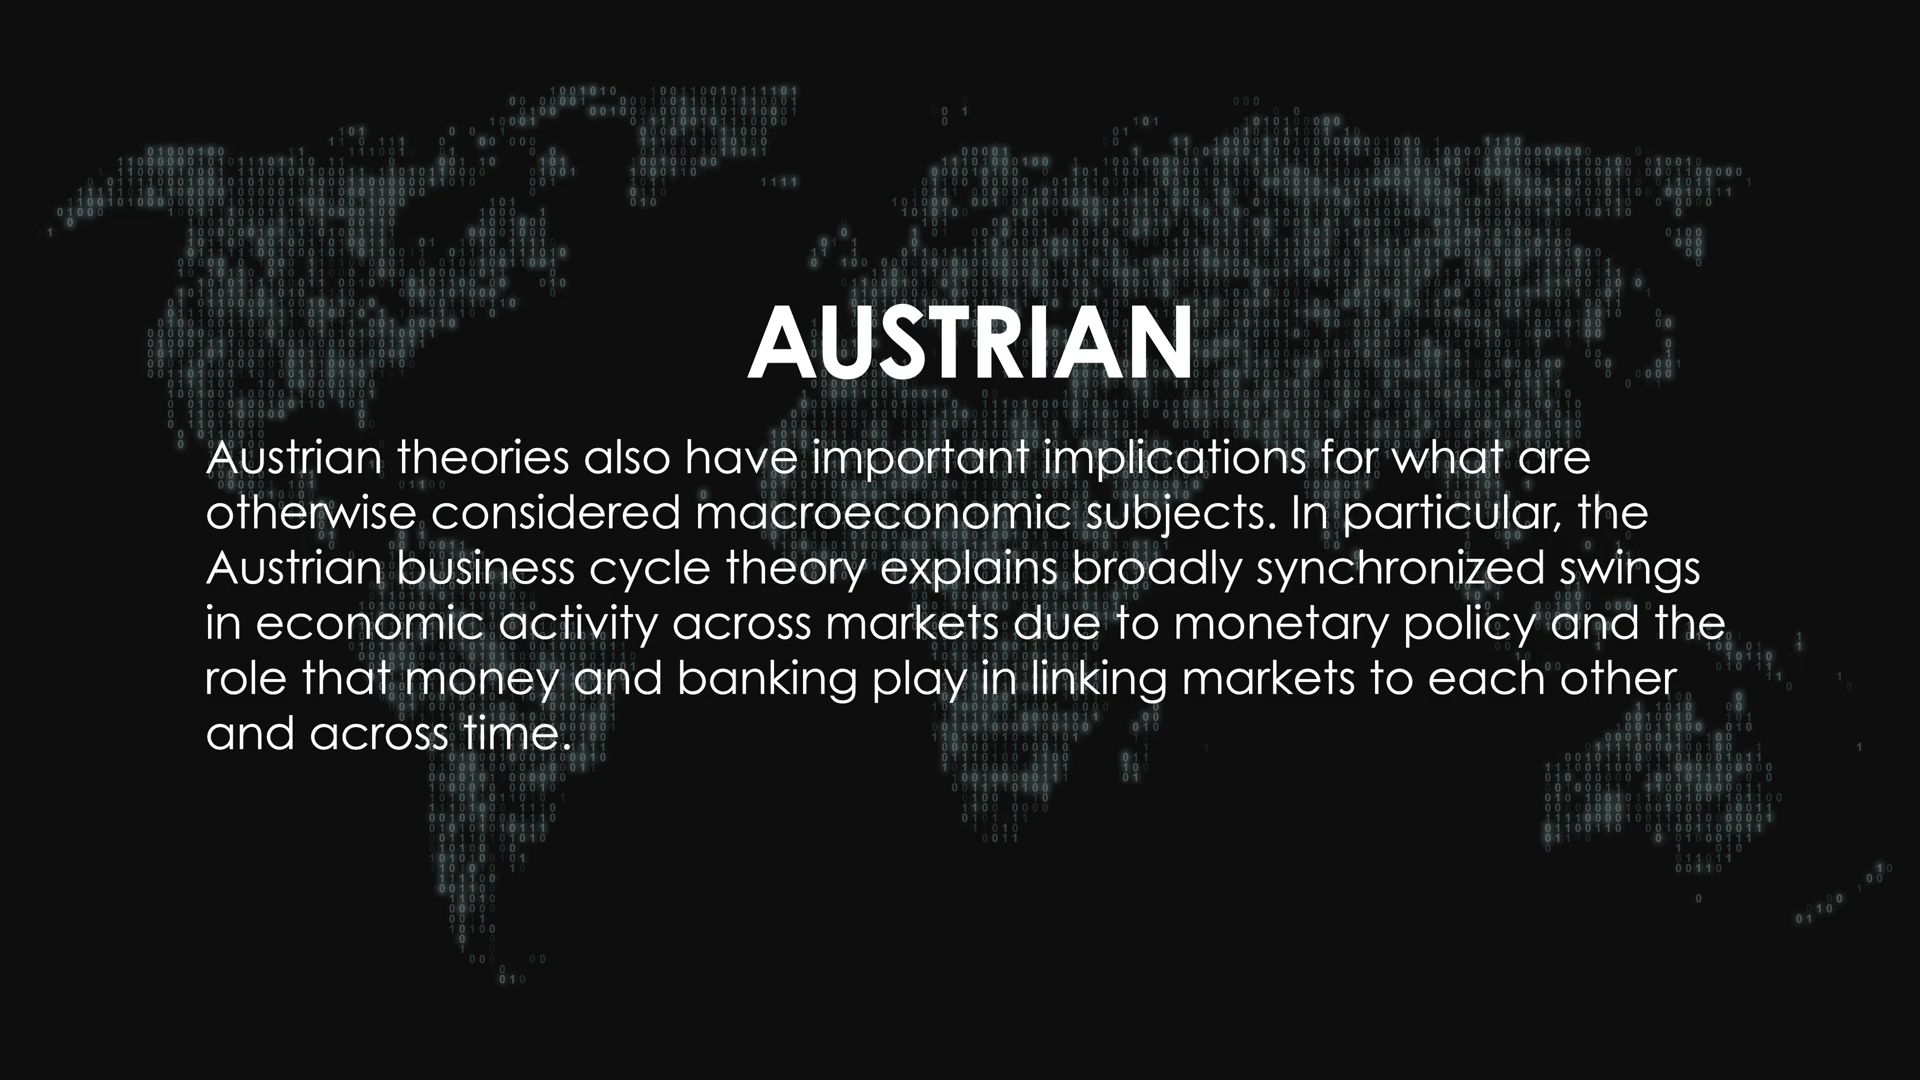 AUSTRIAN
Austrian theories also have important implications for what are
otherwise considered macroeconomic subjects. In particular, the
Austrian business cycle theory explains broadly synchronized swings
in economic activity across markets due to monetary policy and the
role that money and banking play in linking markets to each other
and across time.